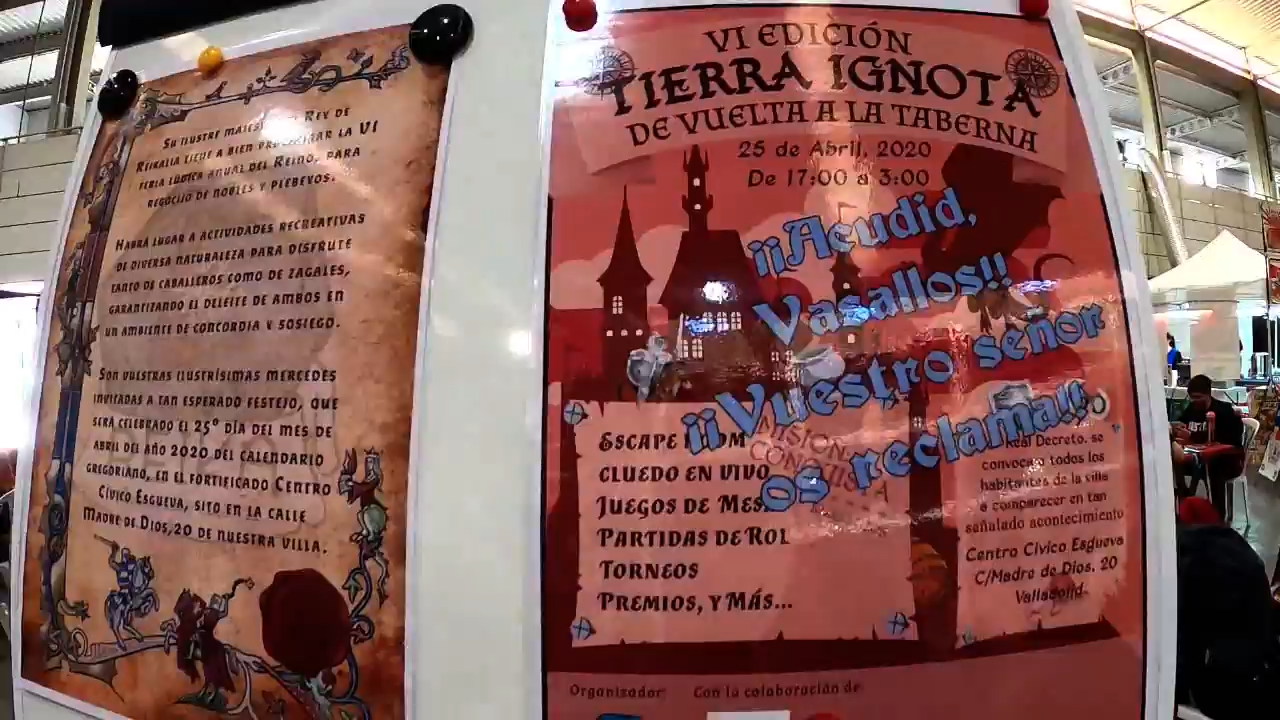 Su ilustre majes Rey de
Reikalia tiene a bien la VI
feria lúdica anual del Reino, para
regocijo de nobles y plebeyos.
Habrá lugar a actividades recreativas
de diversa naturaleza para disfrute
tanto de caballeros como de zagales,
garantizando el deleite de ambos en
un ambiente de concordia y sosiego.
Son vuestras ilustrísimas mercedes
invitadas a tan esperado festejo, que
será celebrado el 25º día del mes de
abril del año 2020 del calendario
gregoriano, en el fortificado Centro
Cívico Esgueva, sito en la calle
Madre de Dios, 20 de nuestra villa.
VI EDICIÓN
TIERRA IGNOTA
DE VUELTA A LA TABERNA
25 de Abril, 2020
De 17:00 a 3:00
¡¡Acudid,
Vasallos!!
¡¡Vuestro señor
os reclama!!
Escape
cluedo en vivo
Juegos de Mes
Partidas de Rol
Torneos
Premios, y Más...
Real Decreto, se
convoca a todos los
habitantes de la villa
a comparecer en tan
señalado acontecimiento
Centro Cívico Esgueva
C/Madre de Dios, 20
Valladolid.
Organizador: Con la colaboración de: